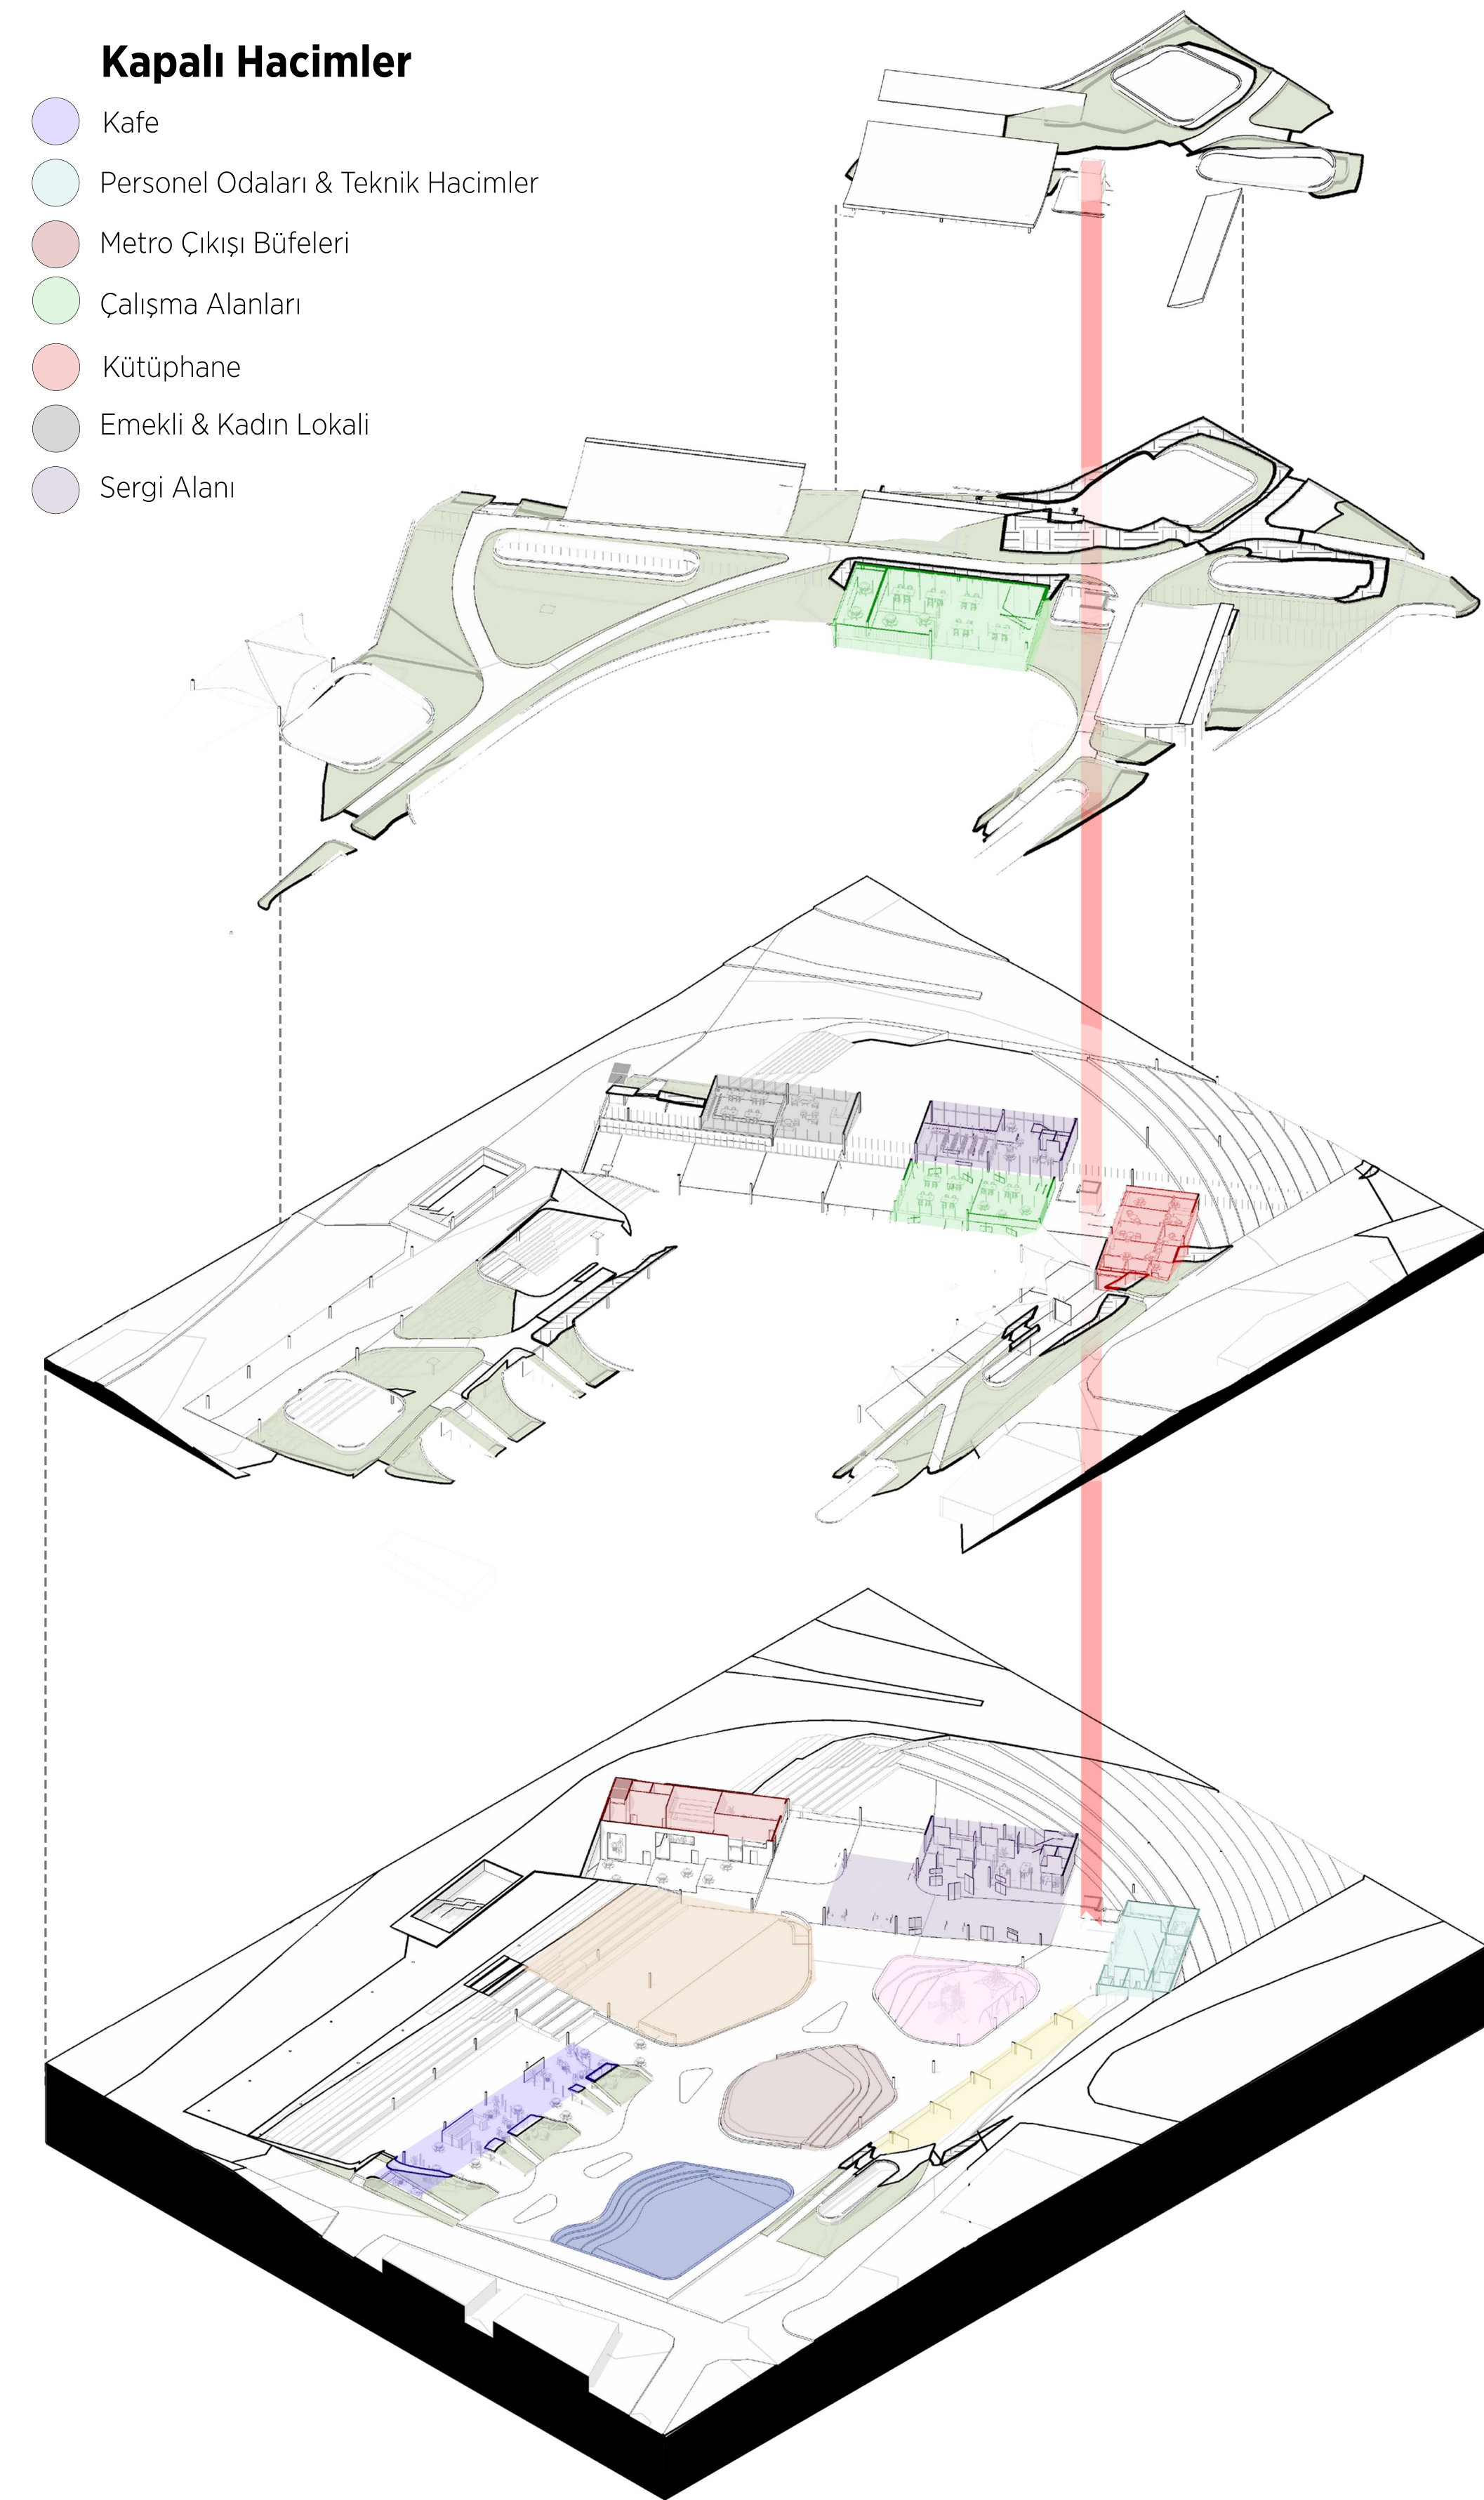 Kapalı Hacimler
Kafe
Personel Odaları & Teknik Hacimler
Metro Çıkışı Büfeleri
Çalışma Alanları
Kütüphane
Emekli & Kadın Lokali
Sergi Alanı